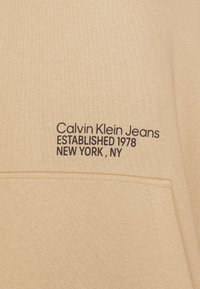 Calvin Klein Jeans
ESTABLISHED 1978
NEW YORK , NY